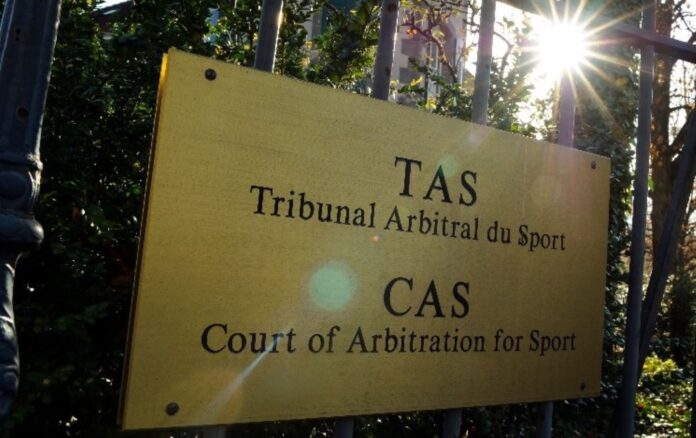 TAS
Tribunal Arbitral du Sport
CAS
Court of Arbitration for Sport